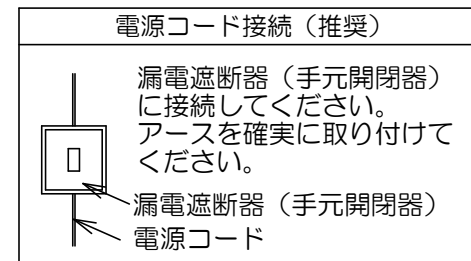 電源コード接続（推奨）
漏電遮断器（手元開閉器）
に接続してください。
アースを確実に取り付けて
ください。
漏電遮断器（手元開閉器）
電源コード